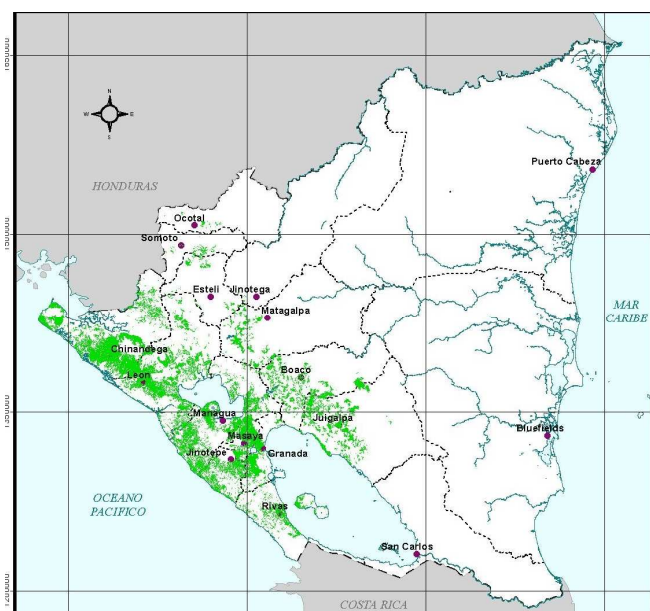 N
W
E
S
Puerto Cabeza
HONDURAS
Ocotal
Somoto
Esteli
Jinotega
Matagalpa
MAR
CARIBE
Chinandega
Boaco
Leon
Managua
Juigalpa
Masaya
Bluefields
Jinotepe
Granada
OCEANO
PACIFICO
Rivas
San Carlos
COSTA RICA